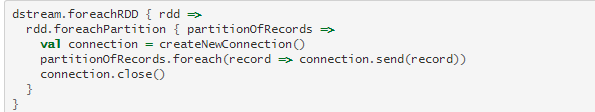 dstream.foreachRDD { rdd =>
  rdd.foreachPartition { partitionOfRecords =>
    val connection = createNewConnection()
    partitionOfRecords.foreach(record => connection.send(record))
    connection.close()
  }
}